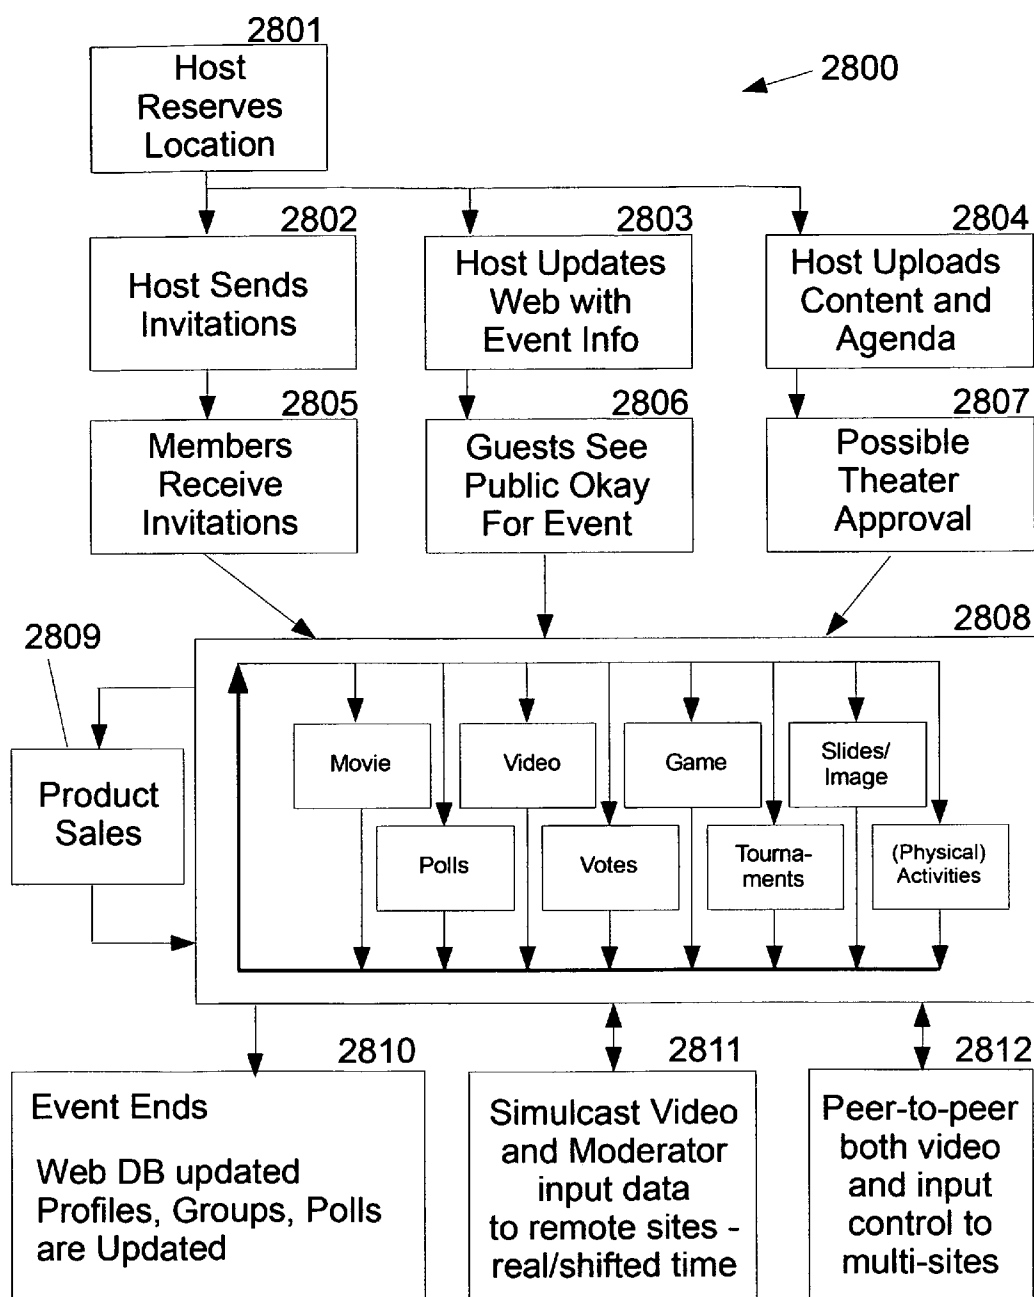 2801
Host
Reserves
Location
2800
2802
Host Sends
Invitations
2803
Host Updates
Web with
Event Info
2804
Host Uploads
Content and
Agenda
2805
Members
Receive
Invitations
2806
Guests See
Public Okay
For Event
2807
Possible
Theater
Approval
2809
Product
Sales
2808
Movie
Video
Game
Slides/
Image
Polls
Votes
Tourna-
ments
(Physical)
Activities
2810
Event Ends
Web DB updated
Profiles, Groups, Polls
are Updated
2811
Simulcast Video
and Moderator
input data
to remote sites -
real/shifted time
2812
Peer-to-peer
both video
and input
control to
multi-sites